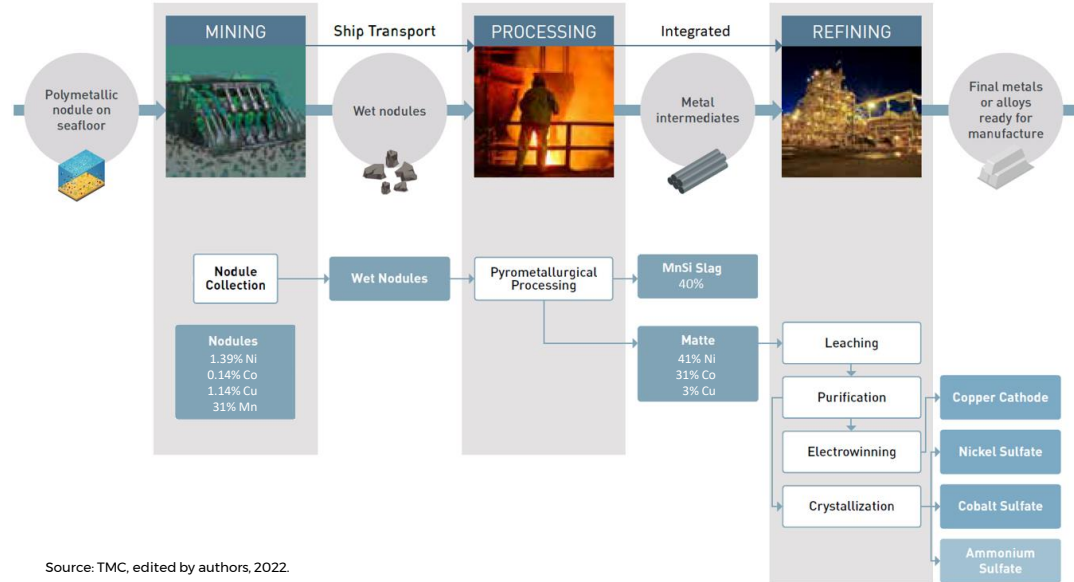 MINING
Ship Transport
PROCESSING
Integrated
REFINING
Polymetallic
nodule on
seafloor
Wet nodules
Metal
intermediates
Final metals
or alloys
ready for
manufacture
Nodule
Collection
Wet Nodules
Pyrometallurgical
Processing
MnSi Slag
40%
Nodules
1.39% Ni
0.14% Co
1.14% Cu
31% Mn
Matte
41% Ni
31% Co
3% Cu
Leaching
Purification
Copper Cathode
Electrowinning
Nickel Sulfate
Crystallization
Cobalt Sulfate
Ammonium
Sulfate
Source: TMC, edited by authors, 2022.